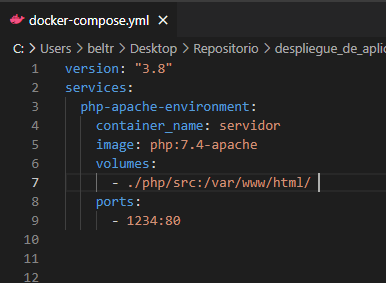 docker-compose.yml
C: > Users > beltr > Desktop > Repositorio > despliegue_de_aplic
1 version: "3.8"
2 services:
3   php-apache-environment:
4     container_name: servidor
5     image: php:7.4-apache
6     volumes:
7       - ./php/src:/var/www/html/
8     ports:
9       - 1234:80
10
11
12